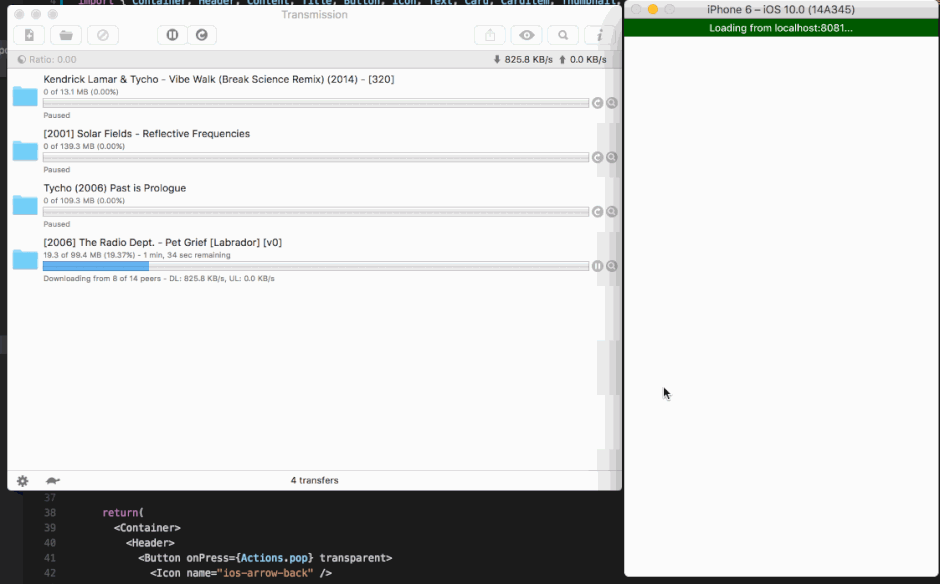 import { Container, Header, Content, Title, Button, Icon, Text, Card, CardItem, Thumbnail,
Transmission
Ratio: 0.00
825.8 KB/s 0.0 KB/s
Kendrick Lamar & Tycho - Vibe Walk (Break Science Remix) (2014) - [320]
0 of 13.1 MB (0.00%)
Paused
[2001] Solar Fields - Reflective Frequencies
0 of 139.3 MB (0.00%)
Paused
Tycho (2006) Past is Prologue
0 of 109.3 MB (0.00%)
Paused
[2006] The Radio Dept. - Pet Grief [Labrador] [v0]
19.3 of 99.4 MB (19.37%) - 1 min, 34 sec remaining
Downloading from 8 of 14 peers - DL: 825.8 KB/s, UL: 0.0 KB/s
4 transfers
37
38 return(
39 <Container>
40 <Header>
41 <Button onPress={Actions.pop} transparent>
42 <Icon name="ios-arrow-back" />
iPhone 6 – iOS 10.0 (14A345)
Loading from localhost:8081...